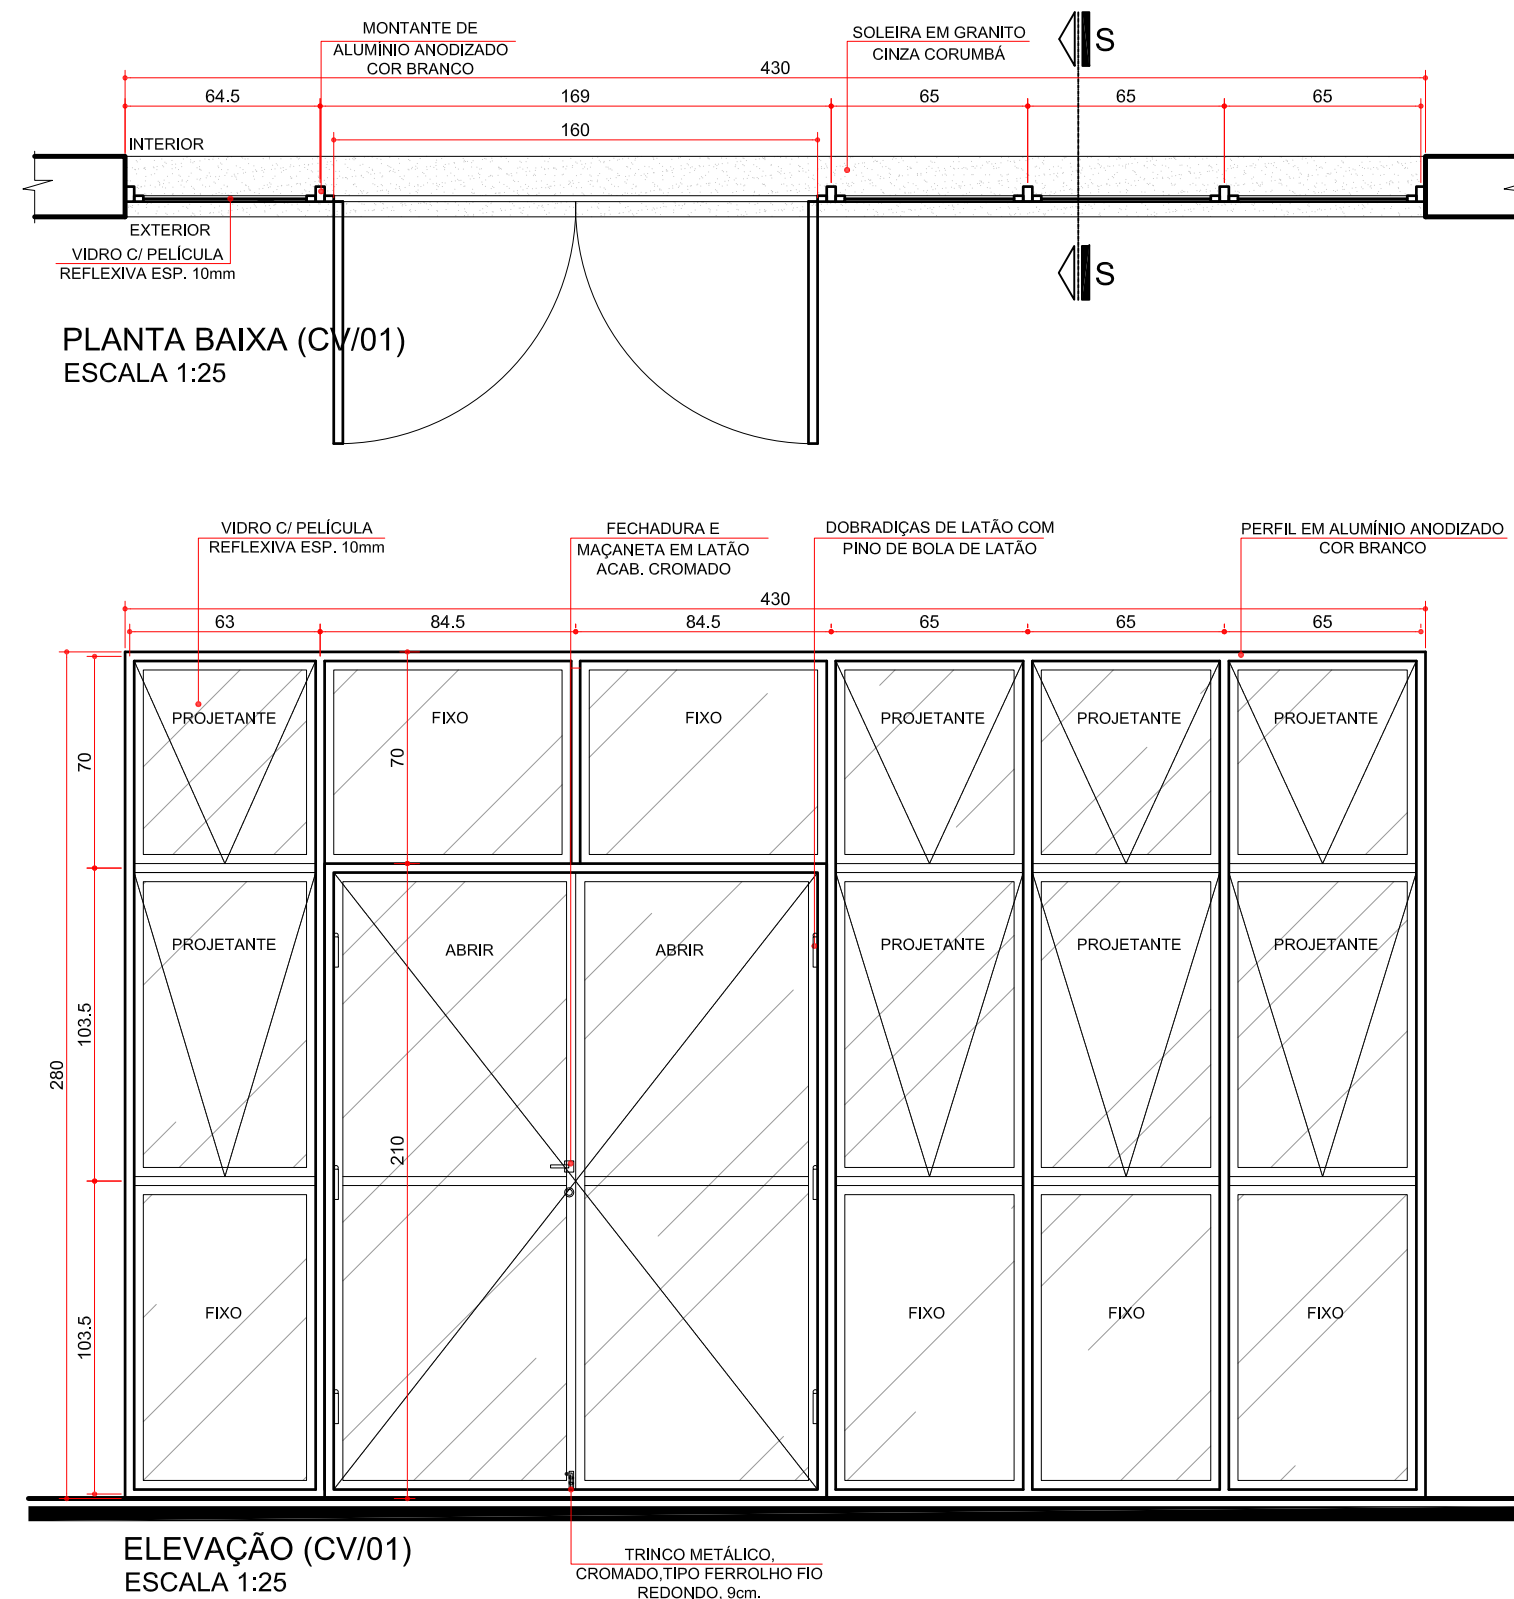 MONTANTE DE
ALUMÍNIO ANODIZADO
COR BRANCO
SOLEIRA EM GRANITO
CINZA CORUMBÁ
S
430
64.5
169
65
65
65
160
INTERIOR
EXTERIOR
VIDRO C/ PELÍCULA
REFLEXIVA ESP. 10mm
S
PLANTA BAIXA (CV/01)
ESCALA 1:25
VIDRO C/ PELÍCULA
REFLEXIVA ESP. 10mm
FECHADURA E
MAÇANETA EM LATÃO
ACAB. CROMADO
DOBRADIÇAS DE LATÃO COM
PINO DE BOLA DE LATÃO
PERFIL EM ALUMÍNIO ANODIZADO
COR BRANCO
430
63
84.5
84.5
65
65
65
PROJETANTE
FIXO
FIXO
PROJETANTE
PROJETANTE
PROJETANTE
70
70
PROJETANTE
ABRIR
ABRIR
PROJETANTE
PROJETANTE
PROJETANTE
103.5
280
210
FIXO
FIXO
FIXO
FIXO
103.5
ELEVAÇÃO (CV/01)
ESCALA 1:25
TRINCO METÁLICO,
CROMADO,TIPO FERROLHO FIO
REDONDO, 9cm.